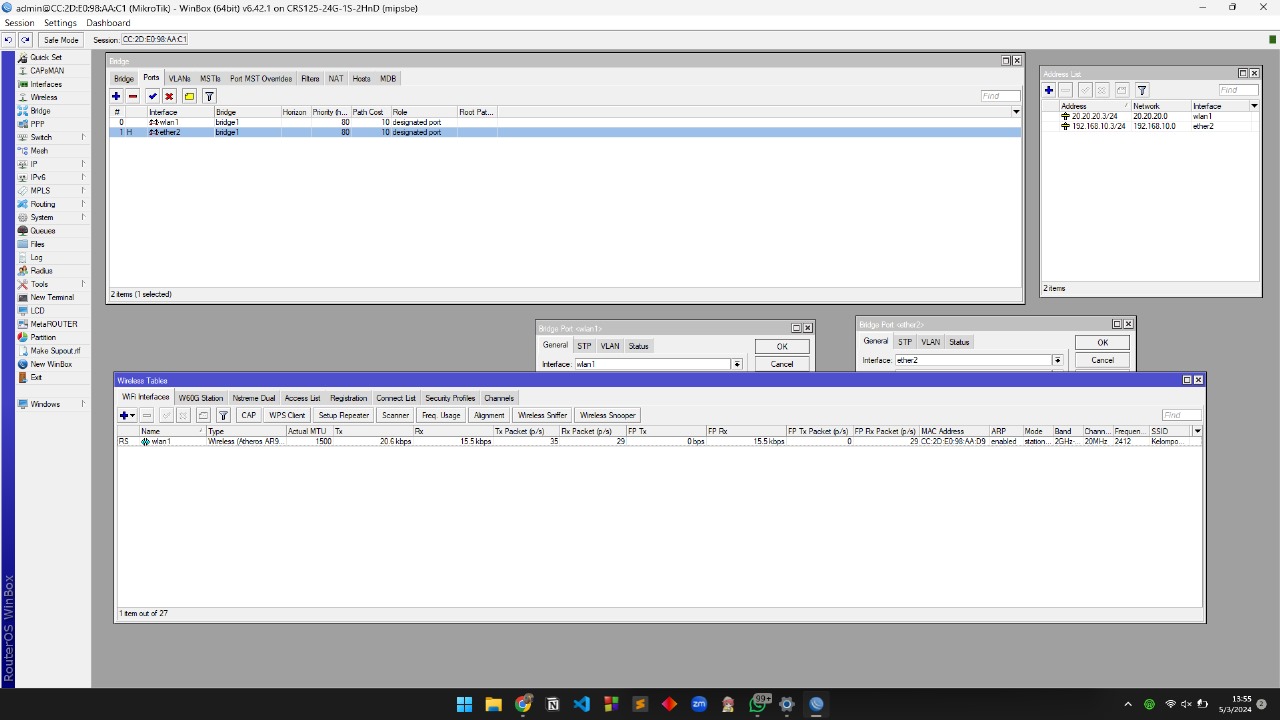 admin@CC:2D:E0:98:AA:C1 (MikroTik) - WinBox (64bit) v6.42.1 on CRS125-24G-1S-2HnD (mipsbe)
Session Settings Dashboard
Safe Mode Session: CC:2D:E0:98:AA:C1
Quick Set
CAPsMAN
Interfaces
Wireless
Bridge
PPP
Switch
Mesh
IP
IPv6
MPLS
Routing
System
Queues
Files
Log
Radius
Tools
New Terminal
LCD
MetaROUTER
Partition
Make Supout.rif
New WinBox
Exit
Windows
RouterOS WinBox
Bridge
Bridge Ports VLANs MSTIs Port MST Overrides Filters NAT Hosts MDB
Find
# Interface Bridge Horizon Priority (h... Path Cost Role Root Pat...
0 wlan1 bridge1 80 10 designated port
1 H ether2 bridge1 80 10 designated port
2 items (1 selected)
Address List
Find
Address Network Interface
20.20.20.3/24 20.20.20.0 wlan1
192.168.10.3/24 192.168.10.0 ether2
2 items
Bridge Port <wlan1>
General STP VLAN Status OK
Interface: wlan1 Cancel
Bridge Port <ether2>
General STP VLAN Status OK
Interface: ether2 Cancel
Wireless Tables
WiFi Interfaces W60G Station Nstreme Dual Access List Registration Connect List Security Profiles Channels
CAP WPS Client Setup Repeater Scanner Freq. Usage Alignment Wireless Sniffer Wireless Snooper Find
Name Type Actual MTU Tx Rx Tx Packet (p/s) Rx Packet (p/s) FP Tx FP Rx FP Tx Packet (p/s) FP Rx Packet (p/s) MAC Address ARP Mode Band Chann... Frequen... SSID
RS wlan1 Wireless (Atheros AR9... 1500 20.6 kbps 15.5 kbps 35 29 0 bps 15.5 kbps 0 29 CC:2D:E0:98:AA:D9 enabled station... 2GHz-... 20MHz 2412 Kelompo...
1 item out of 27
99+
13:55
5/3/2024